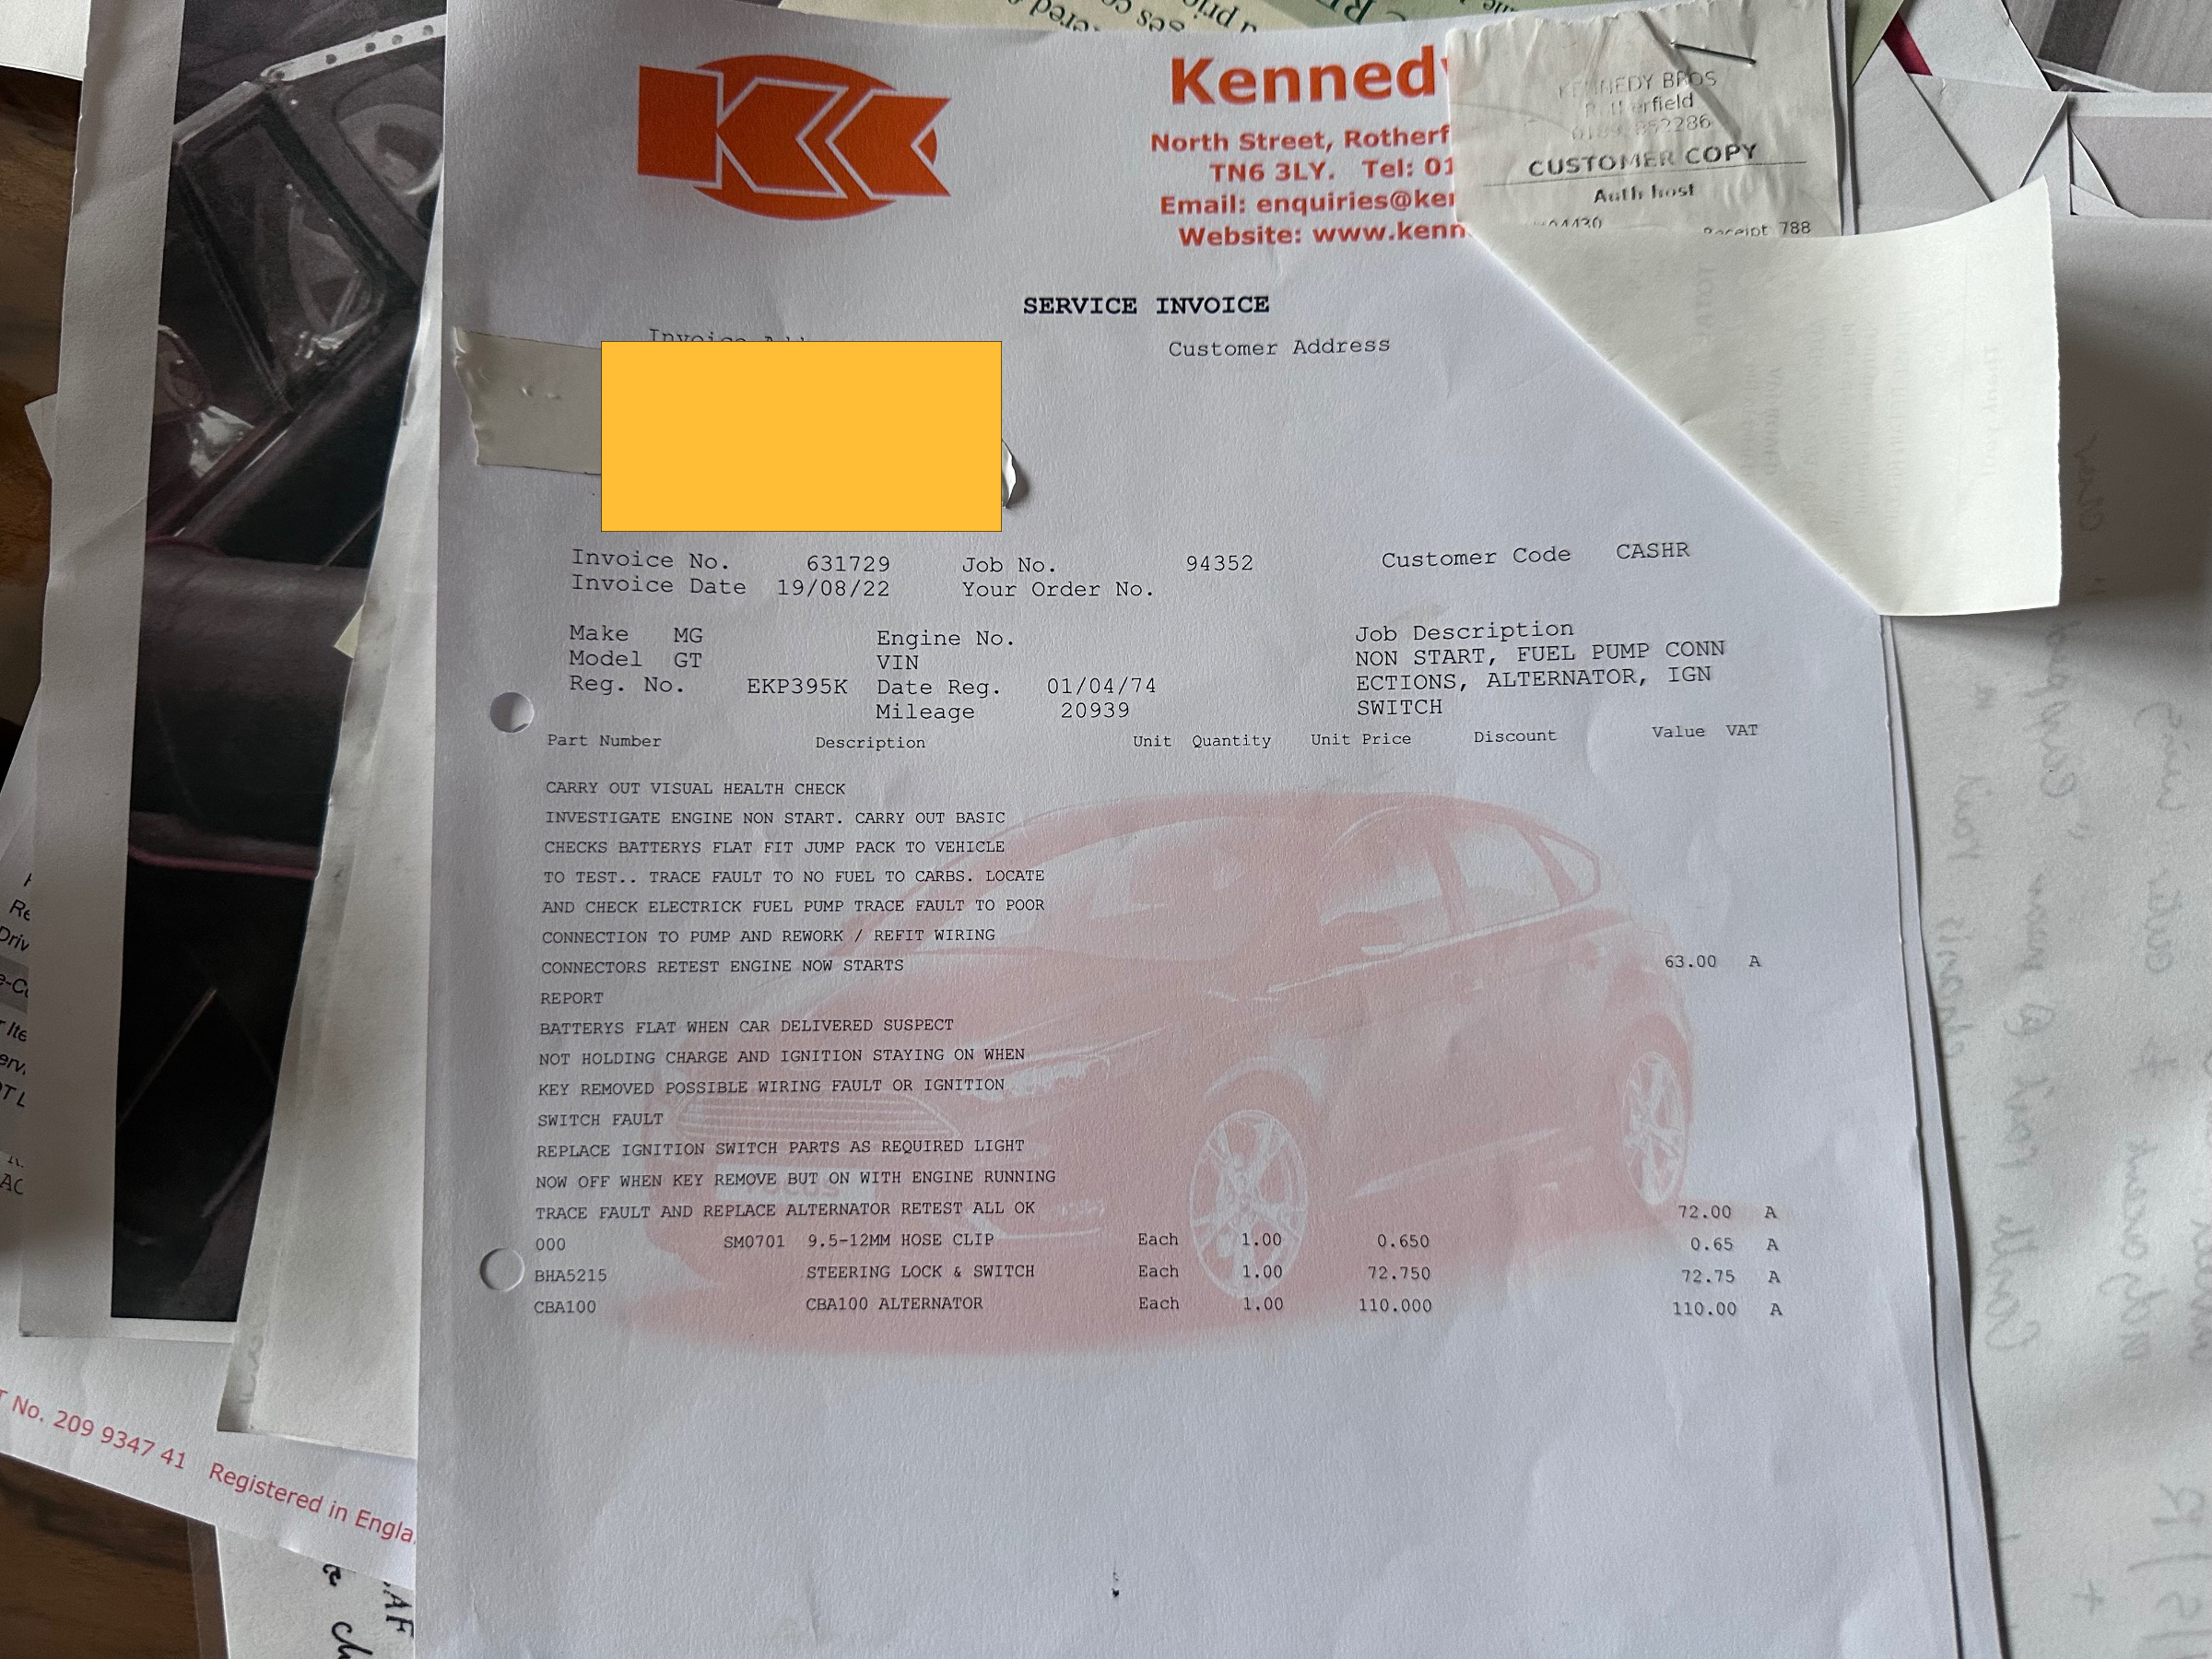 Kenned
North Street, Rotherf
TN6 3LY. Tel: 01
Email: enquiries@ke
Website: www.kenn
KENNEDY BROS
852286
CUSTOMER COPY
Auth host
Receipt 788
SERVICE INVOICE
Invoice
Customer Address
Invoice No. 631729 Job No. 94352 Customer Code CASHR
Invoice Date 19/08/22 Your Order No.
Make MG Engine No. Job Description
Model GT VIN NON START, FUEL PUMP CONN
Reg. No. EKP395K Date Reg. 01/04/74 ECTIONS, ALTERNATOR, IGN
Mileage 20939 SWITCH
Part Number Description Unit Quantity Unit Price Discount Value VAT
CARRY OUT VISUAL HEALTH CHECK
INVESTIGATE ENGINE NON START. CARRY OUT BASIC
CHECKS BATTERYS FLAT FIT JUMP PACK TO VEHICLE
TO TEST.. TRACE FAULT TO NO FUEL TO CARBS. LOCATE
AND CHECK ELECTRICK FUEL PUMP TRACE FAULT TO POOR
CONNECTION TO PUMP AND REWORK / REFIT WIRING
CONNECTORS RETEST ENGINE NOW STARTS 63.00 A
REPORT
BATTERYS FLAT WHEN CAR DELIVERED SUSPECT
NOT HOLDING CHARGE AND IGNITION STAYING ON WHEN
KEY REMOVED POSSIBLE WIRING FAULT OR IGNITION
SWITCH FAULT
REPLACE IGNITION SWITCH PARTS AS REQUIRED LIGHT
NOW OFF WHEN KEY REMOVE BUT ON WITH ENGINE RUNNING
TRACE FAULT AND REPLACE ALTERNATOR RETEST ALL OK 72.00 A
000 SM0701 9.5-12MM HOSE CLIP Each 1.00 0.650 0.65 A
BHA5215 STEERING LOCK & SWITCH Each 1.00 72.750 72.75 A
CBA100 CBA100 ALTERNATOR Each 1.00 110.000 110.00 A
T No. 209 9347 41 Registered in Engla